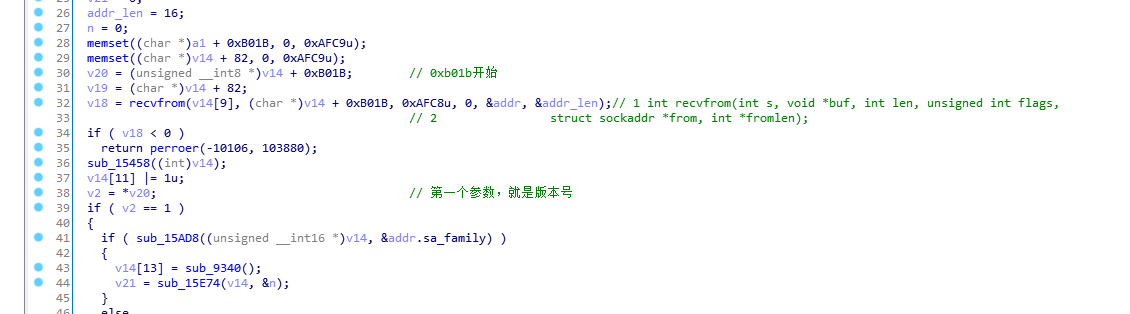 26 addr_len = 16;
27 n = 0;
28 memset((char *)a1 + 0xB01B, 0, 0xAFC9u);
29 memset((char *)v14 + 82, 0, 0xAFC9u);
30 v20 = (unsigned __int8 *)v14 + 0xB01B; // 0xb01b开始
31 v19 = (char *)v14 + 82;
32 v18 = recvfrom(v14[9], (char *)v14 + 0xB01B, 0xAFC8u, 0, &addr, &addr_len);// 1 int recvfrom(int s, void *buf, int len, unsigned int flags,
33 // 2 struct sockaddr *from, int *fromlen);
34 if ( v18 < 0 )
35 return perroer(-10106, 103880);
36 sub_15458((int)v14);
37 v14[11] |= 1u;
38 v2 = *v20; // 第一个参数，就是版本号
39 if ( v2 == 1 )
40 {
41 if ( sub_15AD8((unsigned __int16 *)v14, &addr.sa_family) )
42 {
43 v14[13] = sub_9340();
44 v21 = sub_15E74(v14, &n);
45 }
46 else